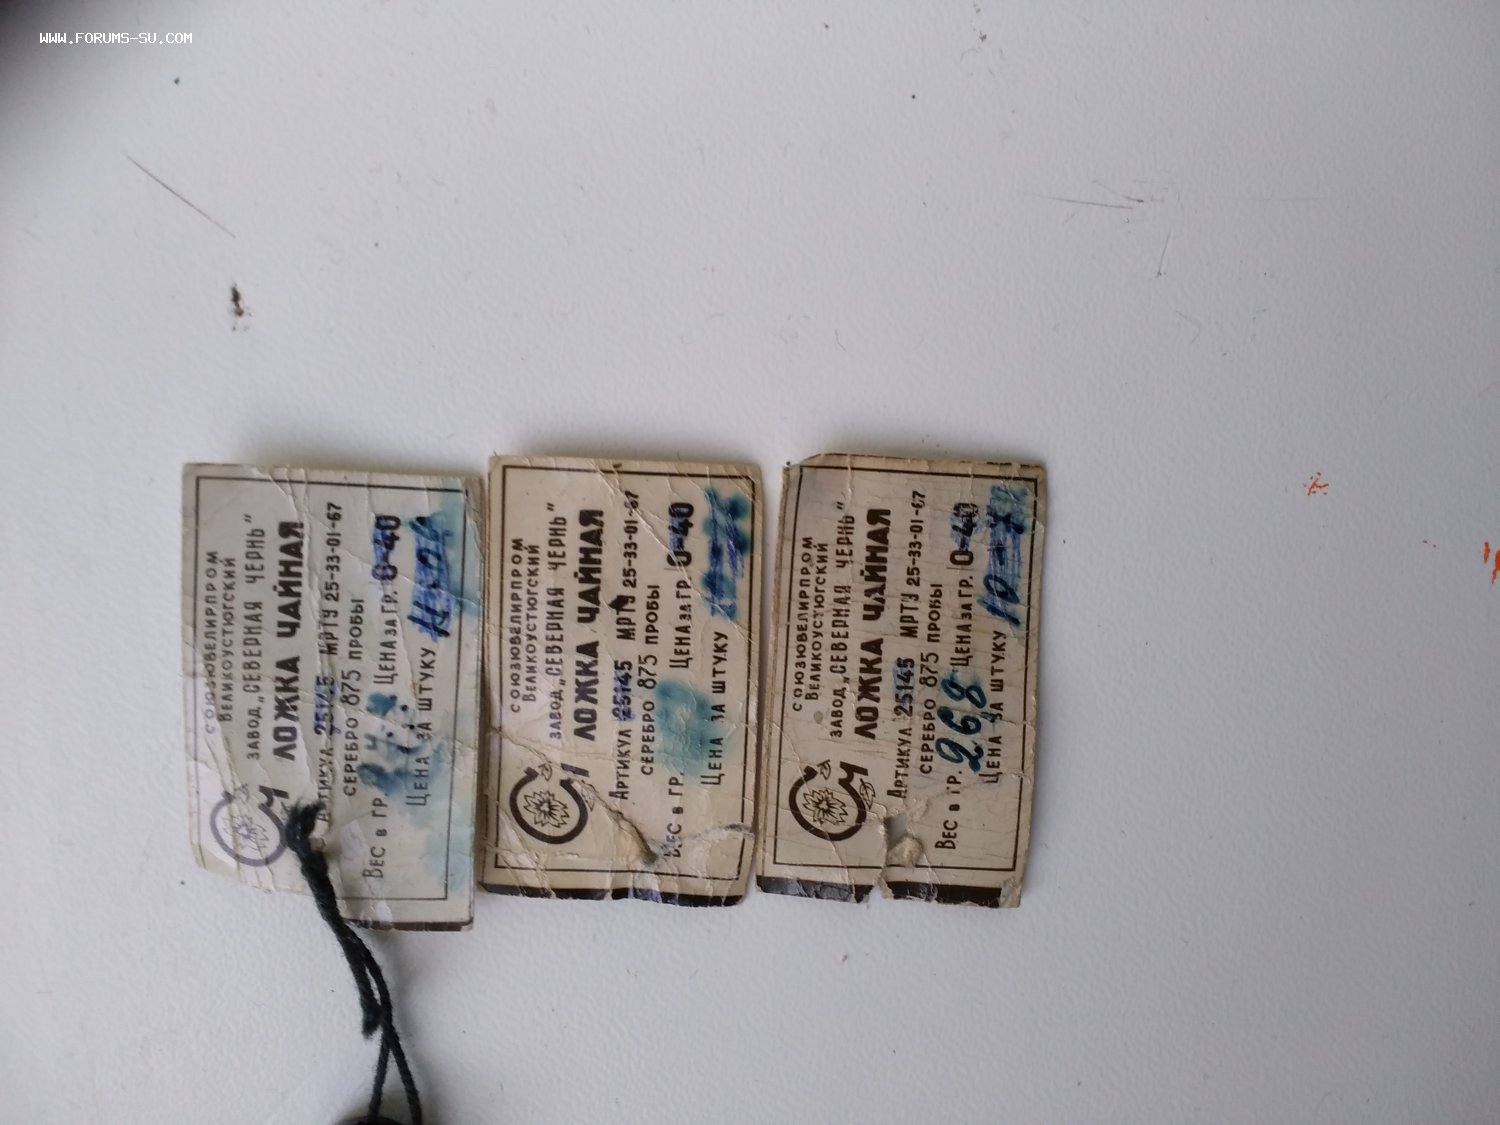 WWW.FORUMS-SU.COM
СОЮЗЮВЕЛИРПРОМ
ВЕЛИКОУСТЮГСКИЙ
ЗАВОД „СЕВЕРНАЯ ЧЕРНЬ"
ЛОЖКА ЧАЙНАЯ
АРТИКУЛ 25145 МРТУ 25-33-01-67
СЕРЕБРО 875 ПРОБЫ
ВЕС в ГР. ЦЕНА ЗА ГР. 0-40
ЦЕНА ЗА ШТУКУ
СОЮЗЮВЕЛИРПРОМ
ВЕЛИКОУСТЮГСКИЙ
ЗАВОД „СЕВЕРНАЯ ЧЕРНЬ"
ЛОЖКА ЧАЙНАЯ
АРТИКУЛ 25145 МРТУ 25-33-01-67
СЕРЕБРО 875 ПРОБЫ
ВЕС в ГР. ЦЕНА ЗА ГР. 0-40
ЦЕНА ЗА ШТУКУ
СОЮЗЮВЕЛИРПРОМ
ВЕЛИКОУСТЮГСКИЙ
ЗАВОД „СЕВЕРНАЯ ЧЕРНЬ"
ЛОЖКА ЧАЙНАЯ
АРТИКУЛ 25145 МРТУ 25-33-01-67
СЕРЕБРО 875 ПРОБЫ
ВЕС в ГР. 268 ЦЕНА ЗА ГР. 0-40
ЦЕНА ЗА ШТУКУ